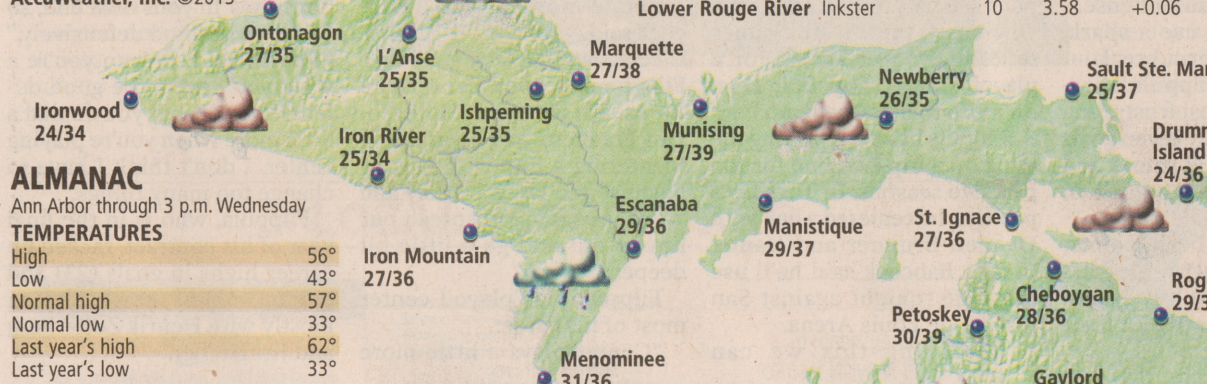 AccuWeather, Inc. ©2013
Lower Rouge River Inkster 10 3.58 +0.06
Ontonagon
27/35
L'Anse
25/35
Marquette
27/38
Newberry
26/35
Sault Ste.
25/37
Ironwood
24/34
Ishpeming
25/35
Munising
27/39
Iron River
25/34
Island
24/36
ALMANAC
Ann Arbor through 3 p.m. Wednesday
TEMPERATURES
High 56°
Low 43°
Normal high 57°
Normal low 33°
Last year's high 62°
Last year's low 33°
Escanaba
29/36
Manistique
29/37
St. Ignace
27/36
Iron Mountain
27/36
Cheboygan
28/36
Petoskey
30/39
Menominee
31/36
Gaylord